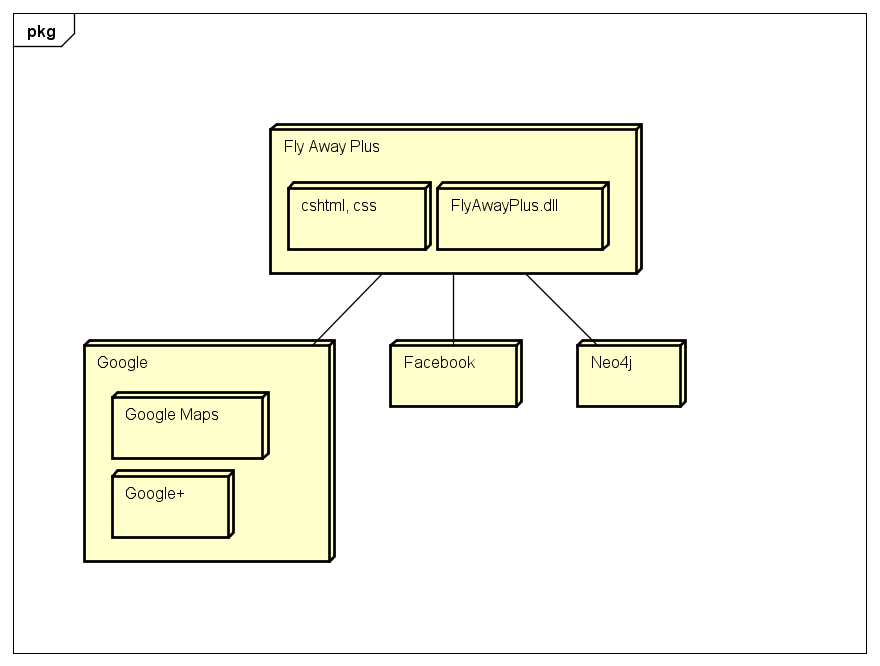 pkg
Fly Away Plus
cshtml, css
FlyAwayPlus.dll
Google
Facebook
Neo4j
Google Maps
Google+